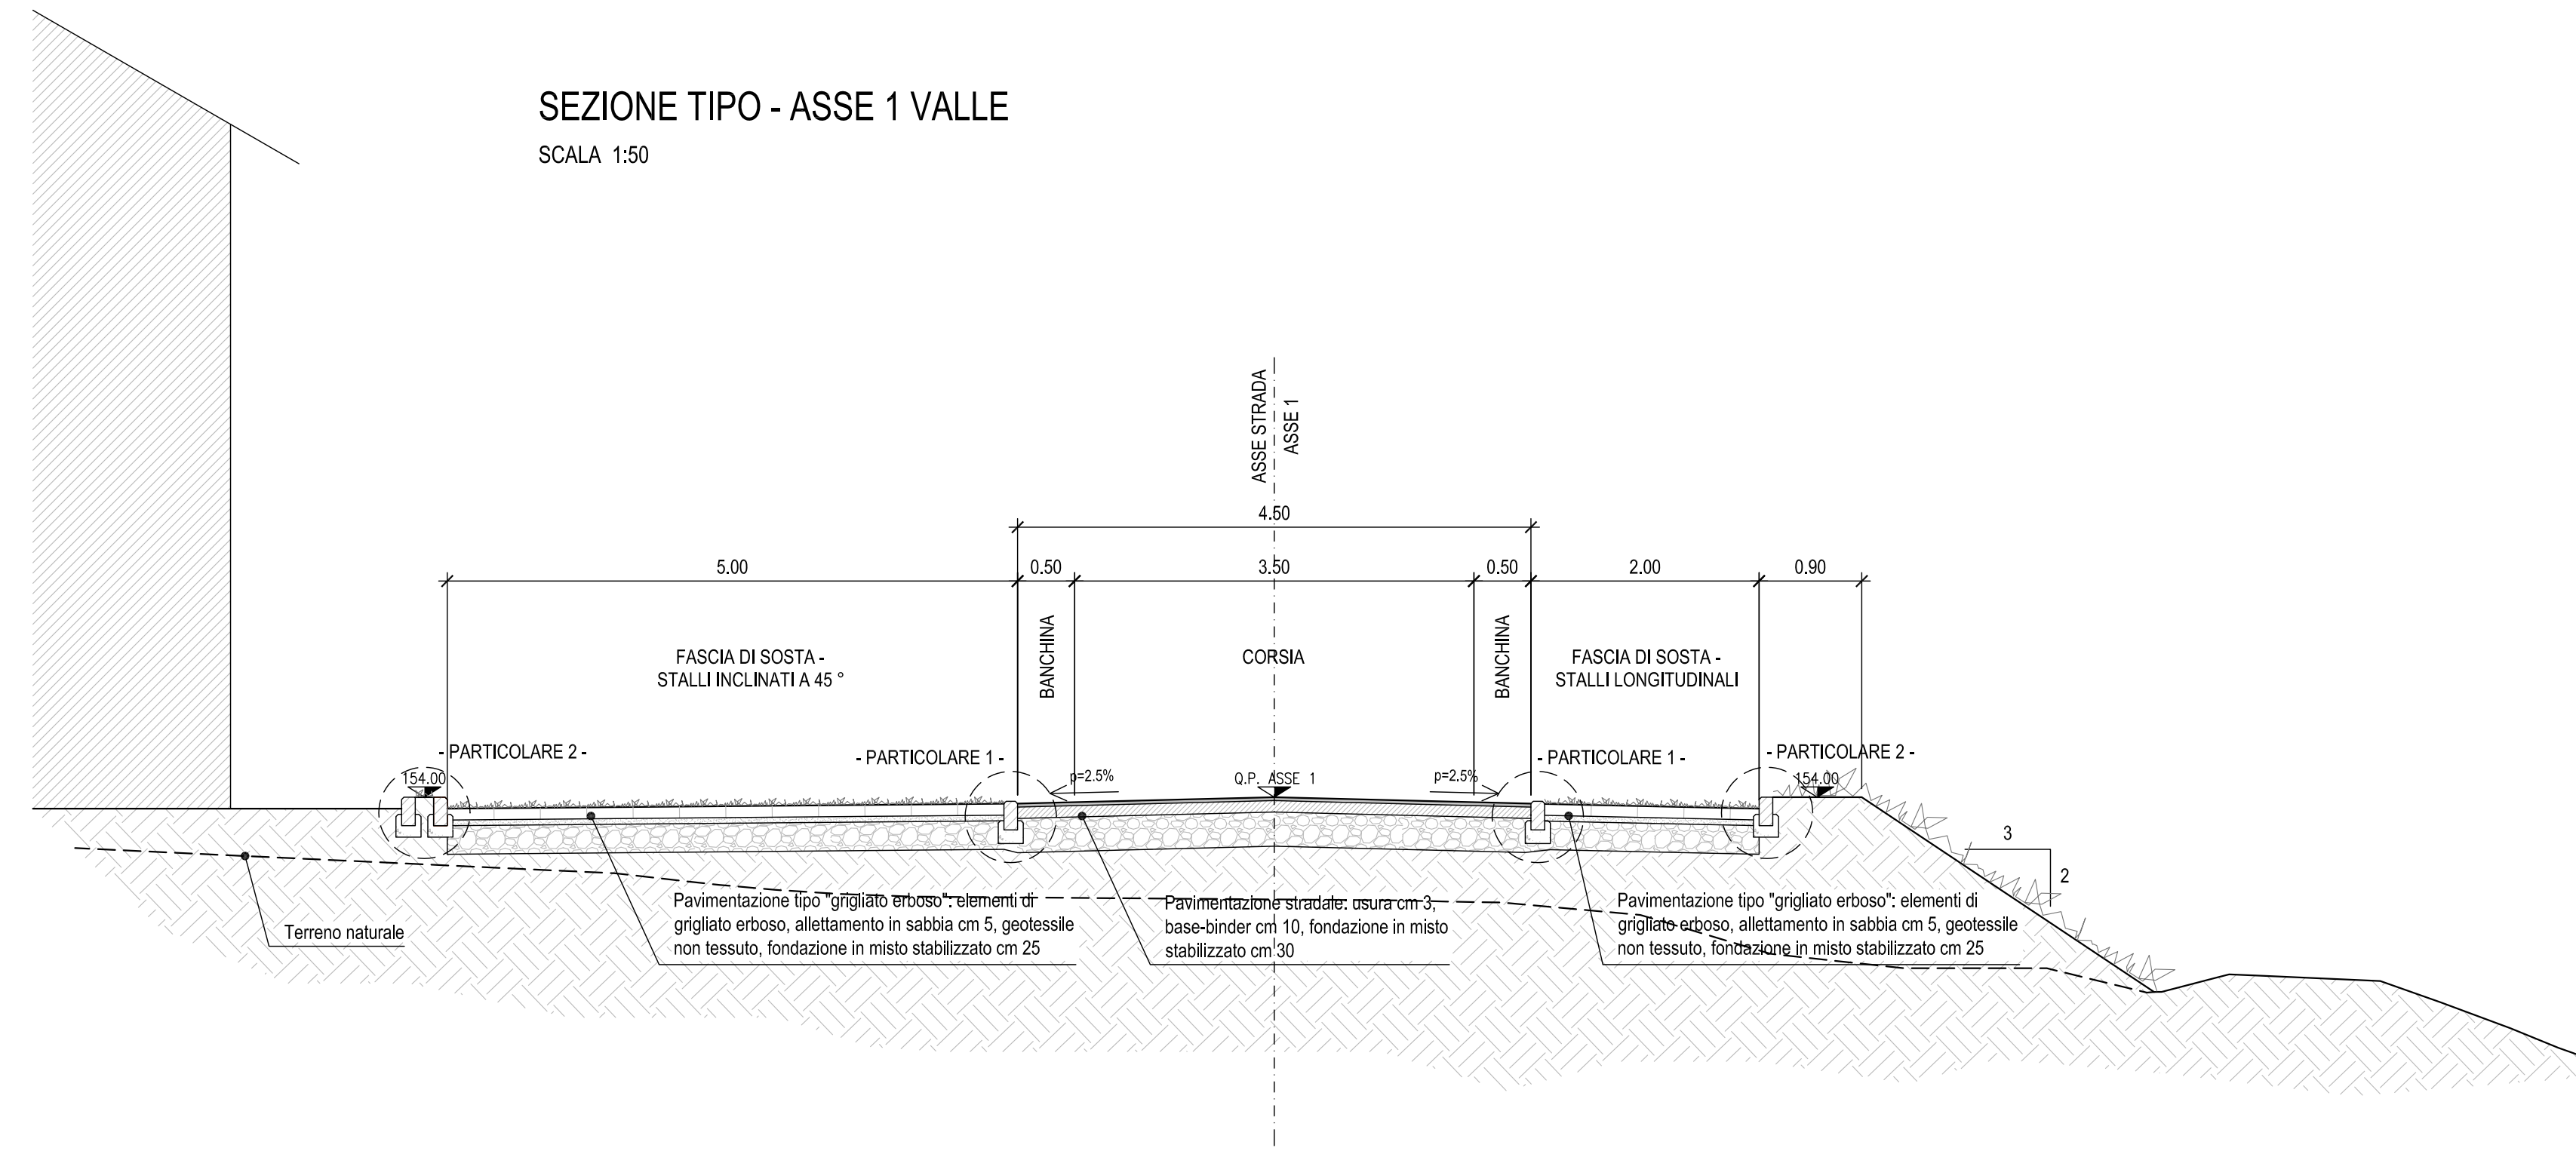 SEZIONE TIPO - ASSE 1 VALLE
SCALA 1:50
ASSE STRADA
ASSE 1
4.50
5.00
0.50
3.50
0.50
2.00
0.90
FASCIA DI SOSTA -
STALLI INCLINATI A 45 °
BANCHINA
CORSIA
BANCHINA
FASCIA DI SOSTA -
STALLI LONGITUDINALI
- PARTICOLARE 2 -
- PARTICOLARE 1 -
- PARTICOLARE 1 -
- PARTICOLARE 2 -
154.00
p=2.5%
Q.P. ASSE 1
p=2.5%
154.00
3
2
Terreno naturale
Pavimentazione tipo "grigliato erboso": elementi di
grigliato erboso, allettamento in sabbia cm 5, geotessile
non tessuto, fondazione in misto stabilizzato cm 25
Pavimentazione stradale: usura cm 3,
base-binder cm 10, fondazione in misto
stabilizzato cm 30
Pavimentazione tipo "grigliato erboso": elementi di
grigliato erboso, allettamento in sabbia cm 5, geotessile
non tessuto, fondazione in misto stabilizzato cm 25